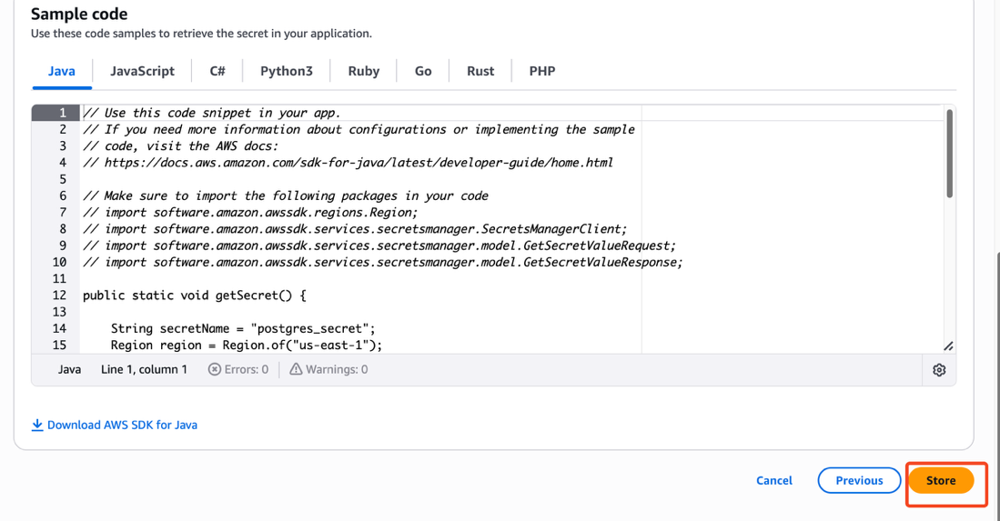 Sample code
Use these code samples to retrieve the secret in your application.
Java JavaScript C# Python3 Ruby Go Rust PHP
1 // Use this code snippet in your app.
2 // If you need more information about configurations or implementing the sample
3 // code, visit the AWS docs:
4 // https://docs.aws.amazon.com/sdk-for-java/latest/developer-guide/home.html
5
6 // Make sure to import the following packages in your code
7 // import software.amazon.awssdk.regions.Region;
8 // import software.amazon.awssdk.services.secretsmanager.SecretsManagerClient;
9 // import software.amazon.awssdk.services.secretsmanager.model.GetSecretValueRequest;
10 // import software.amazon.awssdk.services.secretsmanager.model.GetSecretValueResponse;
11
12 public static void getSecret() {
13
14     String secretName = "postgres_secret";
15     Region region = Region.of("us-east-1");
Java Line 1, column 1 Errors: 0 Warnings: 0
Download AWS SDK for Java
Cancel Previous Store